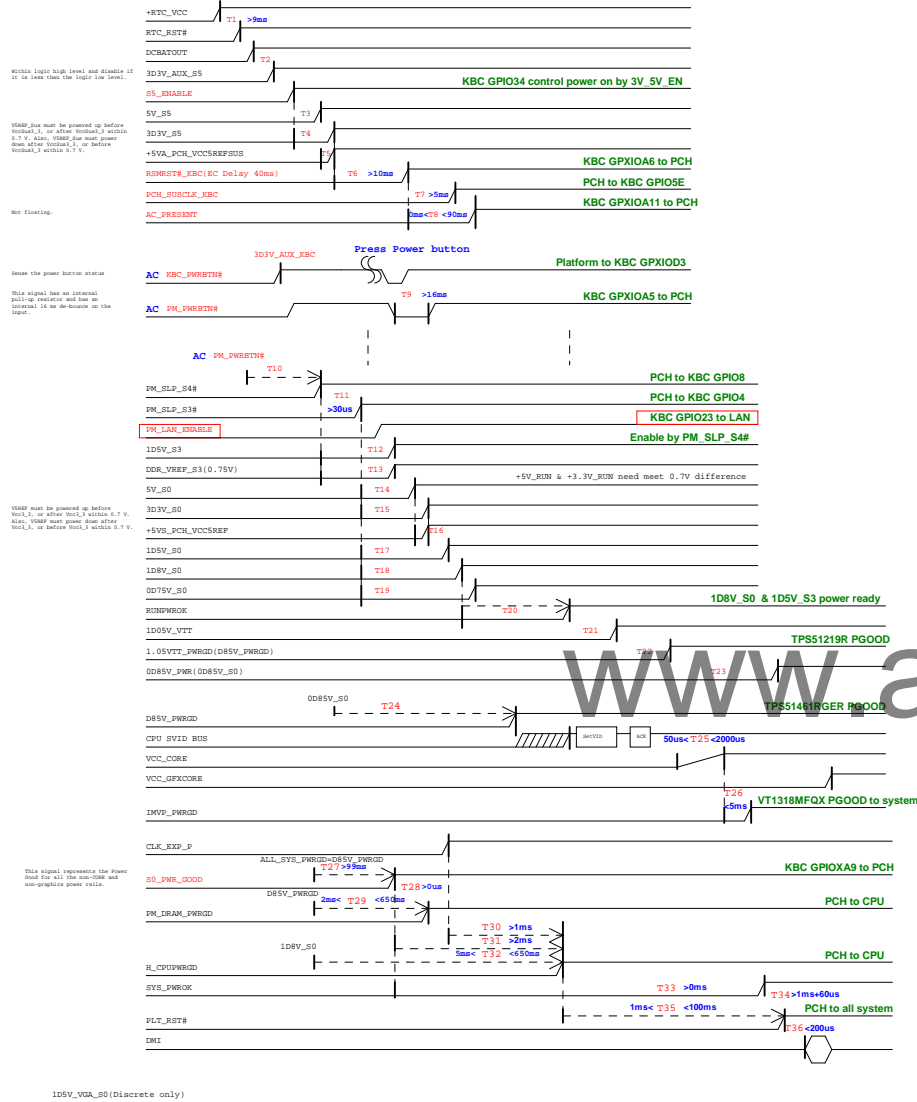 +RTC_VCC
T1 >9ms
RTC_RST#
DCBATOUT
T2
Within logic high level and disable if
it is less than the logic low level.
3D3V_AUX_S5
KBC GPIO34 control power on by 3V_5V_EN
S5_ENABLE
5V_S5
T3
V5REF_Sus must be powered up before
VccSus3_3, or after VccSus3_3 within
0.7 V. Also, V5REF_Sus must power
down after VccSus3_3, or before
VccSus3_3 within 0.7 V.
3D3V_S5
T4
+5VA_PCH_VCC5REFSUS
T5
KBC GPXIOA6 to PCH
RSMRST#_KBC(EC Delay 40ms)
T6 >10ms
PCH to KBC GPIO5E
PCH_SUSCLK_KBC
T7 >5ms
KBC GPXIOA11 to PCH
Not floating.
AC_PRESENT
0ms< T8 <90ms
Press Power button
3D3V_AUX_KBC
Platform to KBC GPXIOD3
Sense the power button status
AC KBC_PWRBTN#
This signal has an internal
pull-up resistor and has an
internal 16 ms de-bounce on the
input.
T9 >16ms
KBC GPXIOA5 to PCH
AC PM_PWRBTN#
AC PM_PWRBTN#
T10
PCH to KBC GPIO8
PM_SLP_S4#
T11
PCH to KBC GPIO4
PM_SLP_S3#
>30us
KBC GPIO23 to LAN
PM_LAN_ENABLE
Enable by PM_SLP_S4#
1D5V_S3
T12
DDR_VREF_S3(0.75V)
T13
+5V_RUN & +3.3V_RUN need meet 0.7V difference
5V_S0
T14
V5REF must be powered up before
Vcc3_3, or after Vcc3_3 within 0.7 V.
Also, V5REF must power down after
Vcc3_3, or before Vcc3_3 within 0.7 V.
3D3V_S0
T15
+5VS_PCH_VCC5REF
T16
1D5V_S0
T17
1D8V_S0
T18
0D75V_S0
T19
1D8V_S0 & 1D5V_S3 power ready
RUNPWROK
T20
1D05V_VTT
T21
TPS51219R PGOOD
1.05VTT_PWRGD(D85V_PWRGD)
T22
0D85V_PWR(0D85V_S0)
T23
www.a
0D85V_S0
T24
TPS51461RGER PGOOD
D85V_PWRGD
CPU SVID BUS
SetVID
ACK
50us< T25 <2000us
VCC_CORE
VCC_GFXCORE
T26
<5ms
VT1318MFQX PGOOD to system
IMVP_PWRGD
CLK_EXP_P
ALL_SYS_PWRGD=D85V_PWRGD
This signal represents the Power
Good for all the non-CORE and
non-graphics power rails.
T27 >99ms
KBC GPIOXA9 to PCH
S0_PWR_GOOD
T28 >0us
D85V_PWRGD
2ms< T29 <650ms
PCH to CPU
PM_DRAM_PWRGD
T30 >1ms
T31 >2ms
1D8V_S0
5ms< T32 <650ms
PCH to CPU
H_CPUPWRGD
SYS_PWROK
T33 >0ms
T34 >1ms+60us
1ms< T35 <100ms
PCH to all system
PLT_RST#
T36 <200us
DMI
1D5V_VGA_S0(Discrete only)